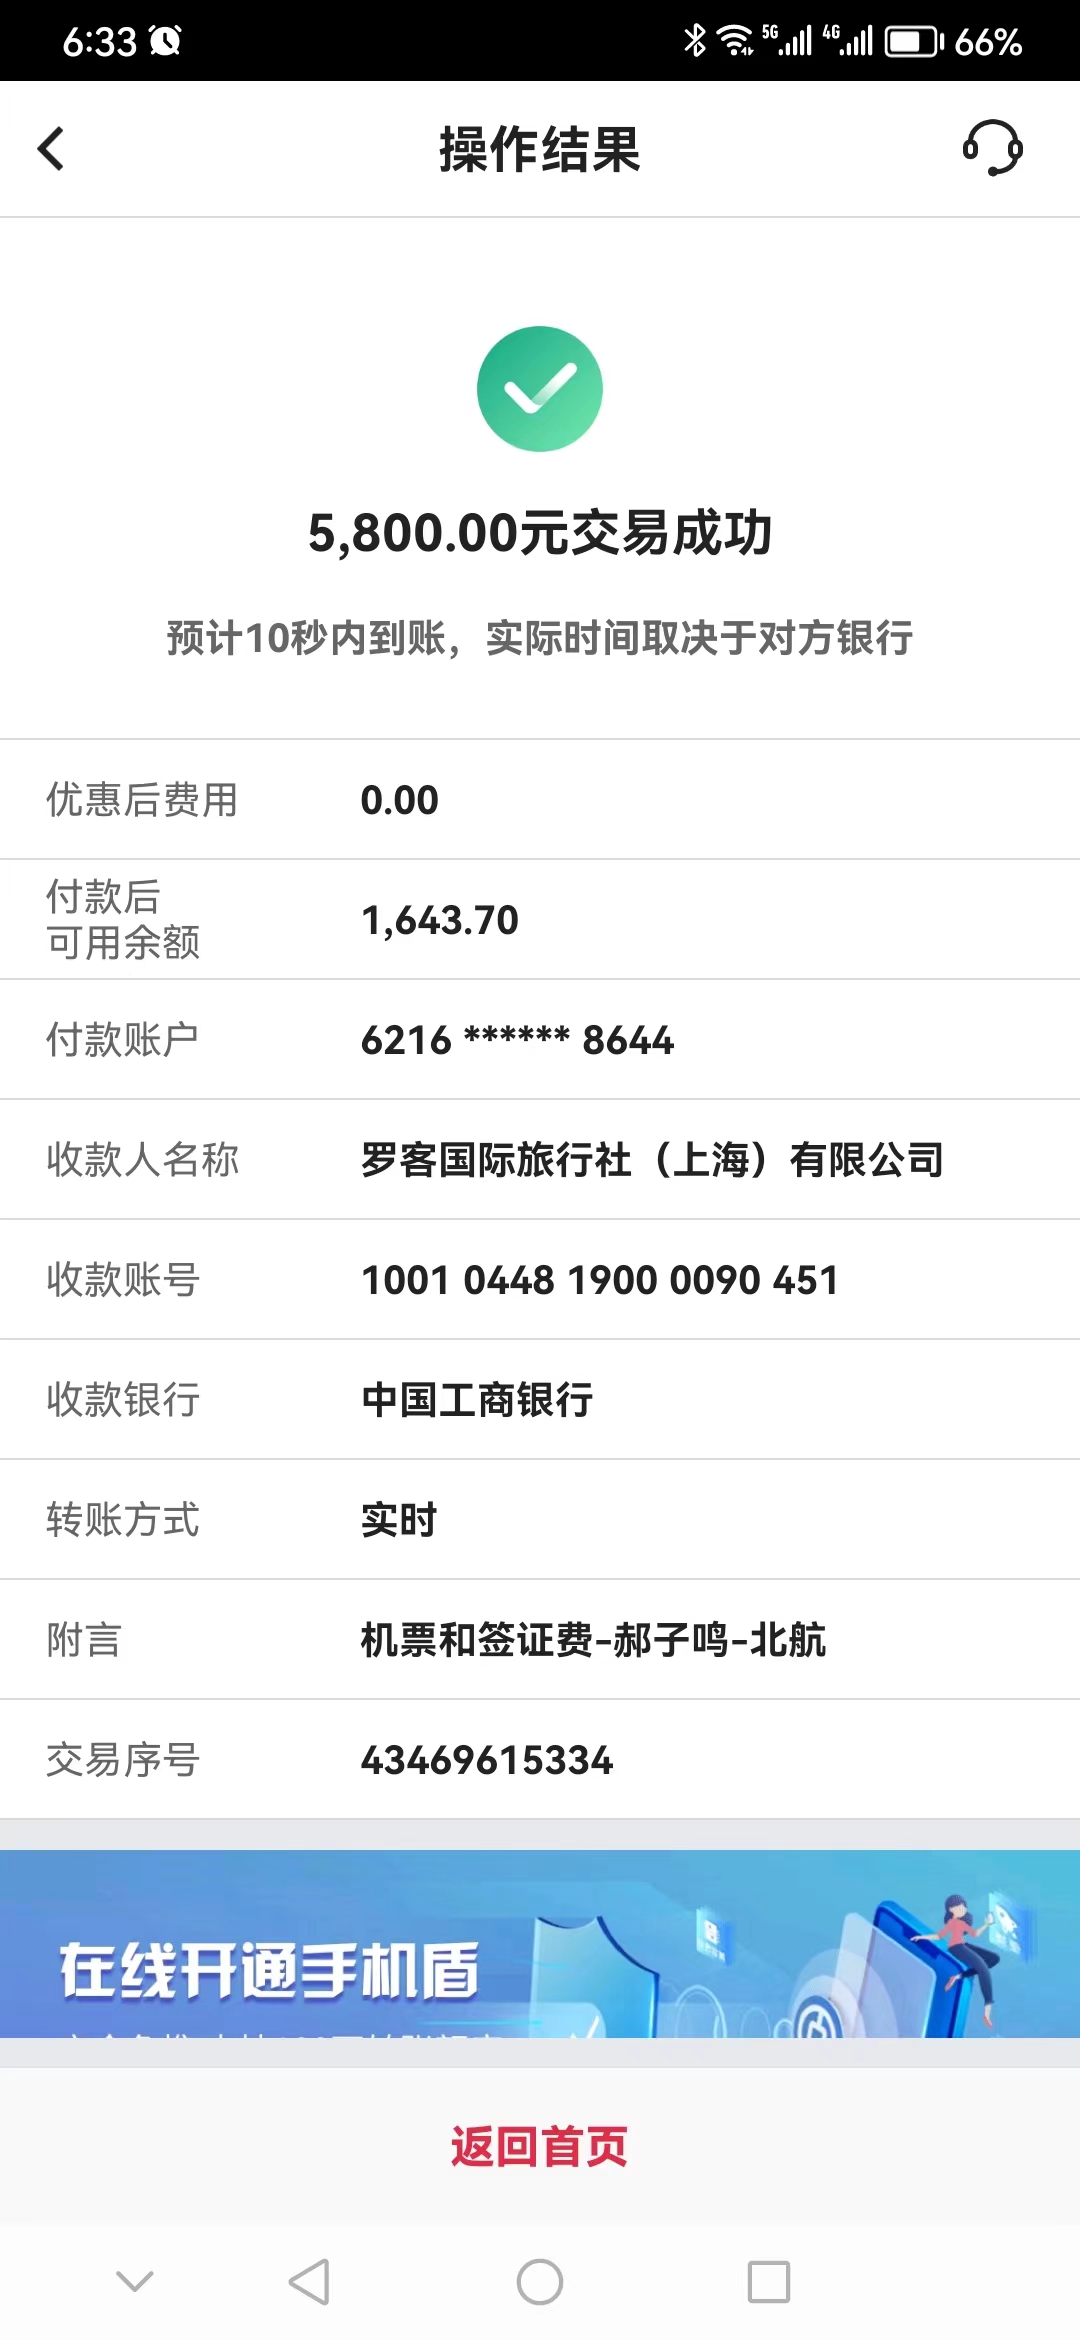 6:33
5G 4G 66%
操作结果
5,800.00元交易成功
预计10秒内到账，实际时间取决于对方银行
优惠后费用 0.00
付款后
可用余额 1,643.70
付款账户 6216 ****** 8644
收款人名称 罗客国际旅行社（上海）有限公司
收款账号 1001 0448 1900 0090 451
收款银行 中国工商银行
转账方式 实时
附言 机票和签证费-郝子鸣-北航
交易序号 43469615334
在线开通手机盾
返回首页